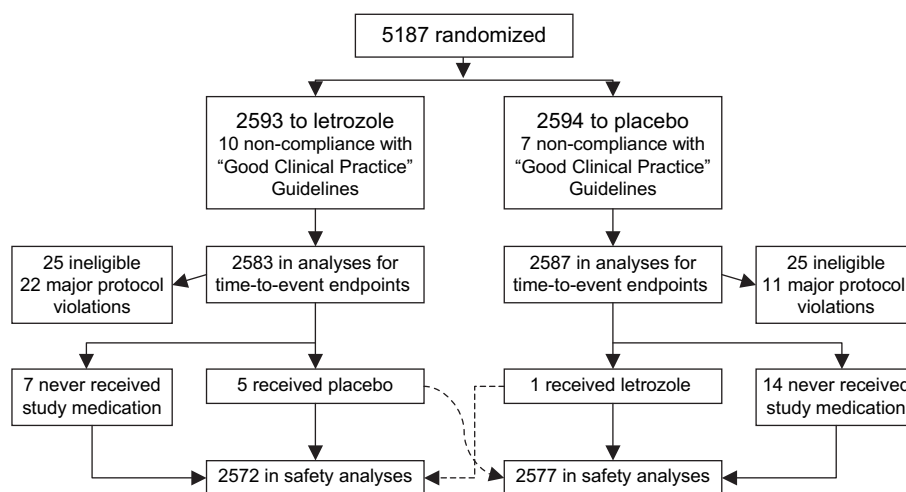 5187 randomized
2593 to letrozole
10 non-compliance with
“Good Clinical Practice”
Guidelines
2594 to placebo
7 non-compliance with
“Good Clinical Practice”
Guidelines
25 ineligible
22 major protocol
violations
2583 in analyses for
time-to-event endpoints
2587 in analyses for
time-to-event endpoints
25 ineligible
11 major protocol
violations
7 never received
study medication
5 received placebo
1 received letrozole
14 never received
study medication
2572 in safety analyses
2577 in safety analyses